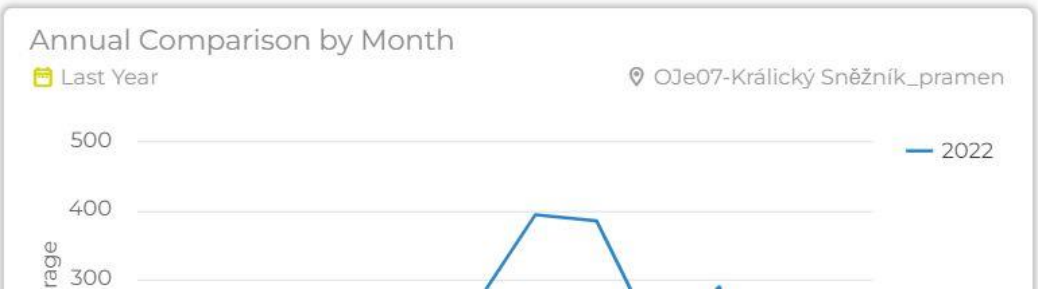 Annual Comparison by Month
Last Year
OJe07-Králický Sněžník_pramen
500
2022
400
300